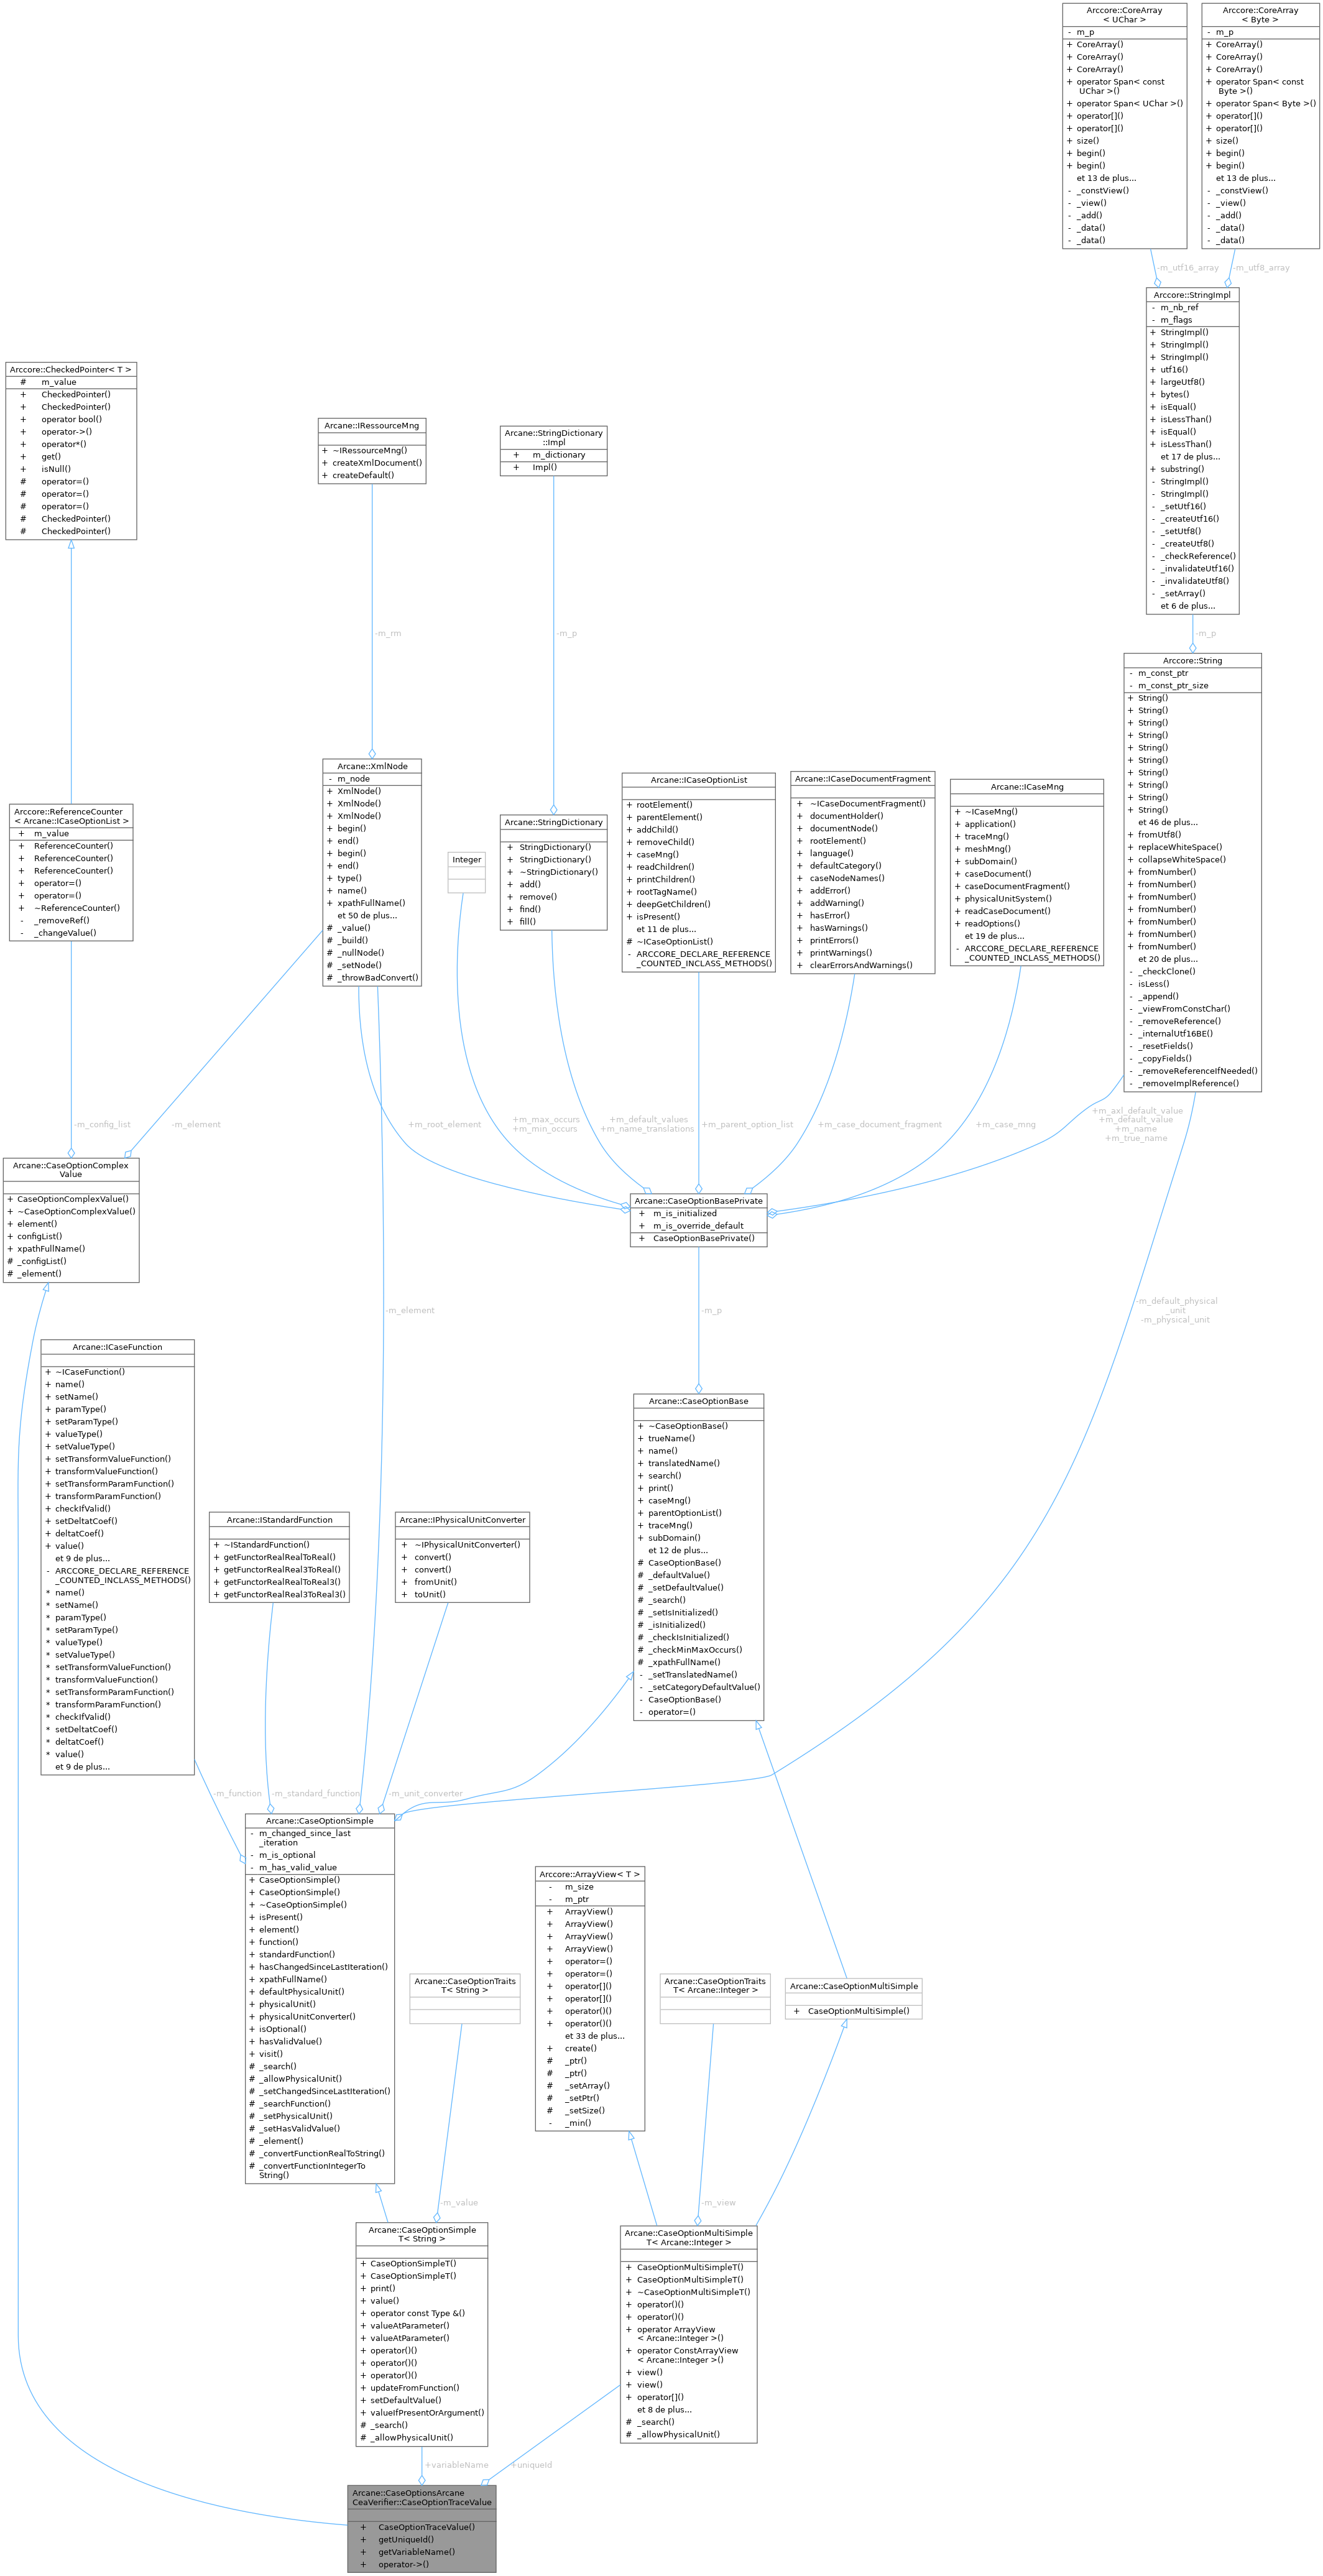 Arccore::CoreArray
< UChar >
- m_p
+ CoreArray()
+ CoreArray()
+ CoreArray()
+ operator Span< const
UChar >()
+ operator Span< UChar >()
+ operator[]()
+ operator[]()
+ size()
+ begin()
+ begin()
et 13 de plus...
- _constView()
- _view()
- _add()
- _data()
- _data()
Arccore::CoreArray
< Byte >
- m_p
+ CoreArray()
+ CoreArray()
+ CoreArray()
+ operator Span< const
Byte >()
+ operator Span< Byte >()
+ operator[]()
+ operator[]()
+ size()
+ begin()
+ begin()
et 13 de plus...
- _constView()
- _view()
- _add()
- _data()
- _data()
-m_utf16_array
-m_utf8_array
Arccore::StringImpl
- m_nb_ref
- m_flags
+ StringImpl()
+ StringImpl()
+ StringImpl()
+ utf16()
+ largeUtf8()
+ bytes()
+ isEqual()
+ isLessThan()
+ isEqual()
+ isLessThan()
et 17 de plus...
+ substring()
- StringImpl()
- StringImpl()
- _setUtf16()
- _createUtf16()
- _setUtf8()
- _createUtf8()
- _checkReference()
- _invalidateUtf16()
- _invalidateUtf8()
- _setArray()
et 6 de plus...
Arccore::CheckedPointer< T >
# m_value
+ CheckedPointer()
+ CheckedPointer()
+ operator bool()
+ operator->()
+ operator*()
+ get()
+ isNull()
# operator=()
# operator=()
# operator=()
# CheckedPointer()
# CheckedPointer()
Arcane::IRessourceMng
+ ~IRessourceMng()
+ createXmlDocument()
+ createDefault()
Arcane::StringDictionary
::Impl
+ m_dictionary
+ Impl()
-m_rm
-m_p
-m_p
Arccore::String
- m_const_ptr
- m_const_ptr_size
+ String()
+ String()
+ String()
+ String()
+ String()
+ String()
+ String()
+ String()
+ String()
+ String()
et 46 de plus...
+ fromUtf8()
+ replaceWhiteSpace()
+ collapseWhiteSpace()
+ fromNumber()
+ fromNumber()
+ fromNumber()
+ fromNumber()
+ fromNumber()
+ fromNumber()
+ fromNumber()
et 20 de plus...
- _checkClone()
- isLess()
- _append()
- _viewFromConstChar()
- _removeReference()
- _internalUtf16BE()
- _resetFields()
- _copyFields()
- _removeReferenceIfNeeded()
- _removeImplReference()
Arccore::ReferenceCounter
< Arcane::ICaseOptionList >
+ m_value
+ ReferenceCounter()
+ ReferenceCounter()
+ ReferenceCounter()
+ operator=()
+ operator=()
+ ~ReferenceCounter()
- _removeRef()
- _changeValue()
Arcane::XmlNode
- m_node
+ XmlNode()
+ XmlNode()
+ XmlNode()
+ begin()
+ end()
+ begin()
+ end()
+ type()
+ name()
+ xpathFullName()
et 50 de plus...
# _value()
# _build()
# _nullNode()
# _setNode()
# _throwBadConvert()
Integer
Arcane::StringDictionary
+ StringDictionary()
+ StringDictionary()
+ ~StringDictionary()
+ add()
+ remove()
+ find()
+ fill()
Arcane::ICaseOptionList
+ rootElement()
+ parentElement()
+ addChild()
+ removeChild()
+ caseMng()
+ readChildren()
+ printChildren()
+ rootTagName()
+ deepGetChildren()
+ isPresent()
et 11 de plus...
# ~ICaseOptionList()
- ARCCORE_DECLARE_REFERENCE
_COUNTED_INCLASS_METHODS()
Arcane::ICaseDocumentFragment
+ ~ICaseDocumentFragment()
+ documentHolder()
+ documentNode()
+ rootElement()
+ language()
+ defaultCategory()
+ caseNodeNames()
+ addError()
+ addWarning()
+ hasError()
+ hasWarnings()
+ printErrors()
+ printWarnings()
+ clearErrorsAndWarnings()
Arcane::ICaseMng
+ ~ICaseMng()
+ application()
+ traceMng()
+ meshMng()
+ subDomain()
+ caseDocument()
+ caseDocumentFragment()
+ physicalUnitSystem()
+ readCaseDocument()
+ readOptions()
et 19 de plus...
- ARCCORE_DECLARE_REFERENCE
_COUNTED_INCLASS_METHODS()
-m_config_list
-m_element
+m_root_element
+m_max_occurs
+m_min_occurs
+m_default_values
+m_name_translations
+m_parent_option_list
+m_case_document_fragment
+m_case_mng
+m_axl_default_value
+m_default_value
+m_name
+m_true_name
Arcane::CaseOptionComplex
Value
+ CaseOptionComplexValue()
+ ~CaseOptionComplexValue()
+ element()
+ configList()
+ xpathFullName()
# _configList()
# _element()
Arcane::CaseOptionBasePrivate
+ m_is_initialized
+ m_is_override_default
+ CaseOptionBasePrivate()
-m_element
-m_p
-m_default_physical
_unit
-m_physical_unit
Arcane::ICaseFunction
+ ~ICaseFunction()
+ name()
+ setName()
+ paramType()
+ setParamType()
+ valueType()
+ setValueType()
+ setTransformValueFunction()
+ transformValueFunction()
+ setTransformParamFunction()
+ transformParamFunction()
+ checkIfValid()
+ setDeltatCoef()
+ deltatCoef()
+ value()
et 9 de plus...
- ARCCORE_DECLARE_REFERENCE
_COUNTED_INCLASS_METHODS()
* name()
* setName()
* paramType()
* setParamType()
* valueType()
* setValueType()
* setTransformValueFunction()
* transformValueFunction()
* setTransformParamFunction()
* transformParamFunction()
* checkIfValid()
* setDeltatCoef()
* deltatCoef()
* value()
et 9 de plus...
Arcane::IStandardFunction
+ ~IStandardFunction()
+ getFunctorRealRealToReal()
+ getFunctorRealReal3ToReal()
+ getFunctorRealRealToReal3()
+ getFunctorRealReal3ToReal3()
Arcane::IPhysicalUnitConverter
+ ~IPhysicalUnitConverter()
+ convert()
+ convert()
+ fromUnit()
+ toUnit()
Arcane::CaseOptionBase
+ ~CaseOptionBase()
+ trueName()
+ name()
+ translatedName()
+ search()
+ print()
+ caseMng()
+ parentOptionList()
+ traceMng()
+ subDomain()
et 12 de plus...
# CaseOptionBase()
# _defaultValue()
# _setDefaultValue()
# _search()
# _setIsInitialized()
# _isInitialized()
# _checkIsInitialized()
# _checkMinMaxOccurs()
# _xpathFullName()
- _setTranslatedName()
- _setCategoryDefaultValue()
- CaseOptionBase()
- operator=()
-m_function
-m_standard_function
-m_unit_converter
Arcane::CaseOptionSimple
- m_changed_since_last
_iteration
- m_is_optional
- m_has_valid_value
+ CaseOptionSimple()
+ CaseOptionSimple()
+ ~CaseOptionSimple()
+ isPresent()
+ element()
+ function()
+ standardFunction()
+ hasChangedSinceLastIteration()
+ xpathFullName()
+ defaultPhysicalUnit()
+ physicalUnit()
+ physicalUnitConverter()
+ isOptional()
+ hasValidValue()
+ visit()
# _search()
# _allowPhysicalUnit()
# _setChangedSinceLastIteration()
# _searchFunction()
# _setPhysicalUnit()
# _setHasValidValue()
# _element()
# _convertFunctionRealToString()
# _convertFunctionIntegerTo
String()
Arcane::CaseOptionTraits
T< String >
Arccore::ArrayView< T >
- m_size
- m_ptr
+ ArrayView()
+ ArrayView()
+ ArrayView()
+ ArrayView()
+ operator=()
+ operator=()
+ operator[]()
+ operator[]()
+ operator()()
+ operator()()
et 33 de plus...
+ create()
# _ptr()
# _ptr()
# _setArray()
# _setPtr()
# _setSize()
- _min()
Arcane::CaseOptionTraits
T< Arcane::Integer >
Arcane::CaseOptionMultiSimple
+ CaseOptionMultiSimple()
-m_value
-m_view
Arcane::CaseOptionSimple
T< String >
+ CaseOptionSimpleT()
+ CaseOptionSimpleT()
+ print()
+ value()
+ operator const Type &()
+ valueAtParameter()
+ valueAtParameter()
+ operator()()
+ operator()()
+ operator()()
+ updateFromFunction()
+ setDefaultValue()
+ valueIfPresentOrArgument()
# _search()
# _allowPhysicalUnit()
Arcane::CaseOptionMultiSimple
T< Arcane::Integer >
+ CaseOptionMultiSimpleT()
+ CaseOptionMultiSimpleT()
+ ~CaseOptionMultiSimpleT()
+ operator()()
+ operator()()
+ operator ArrayView
< Arcane::Integer >()
+ operator ConstArrayView
< Arcane::Integer >()
+ view()
+ view()
+ operator[]()
et 8 de plus...
# _search()
# _allowPhysicalUnit()
+variableName
+uniqueId
Arcane::CaseOptionsArcane
CeaVerifier::CaseOptionTraceValue
+ CaseOptionTraceValue()
+ getUniqueId()
+ getVariableName()
+ operator->()